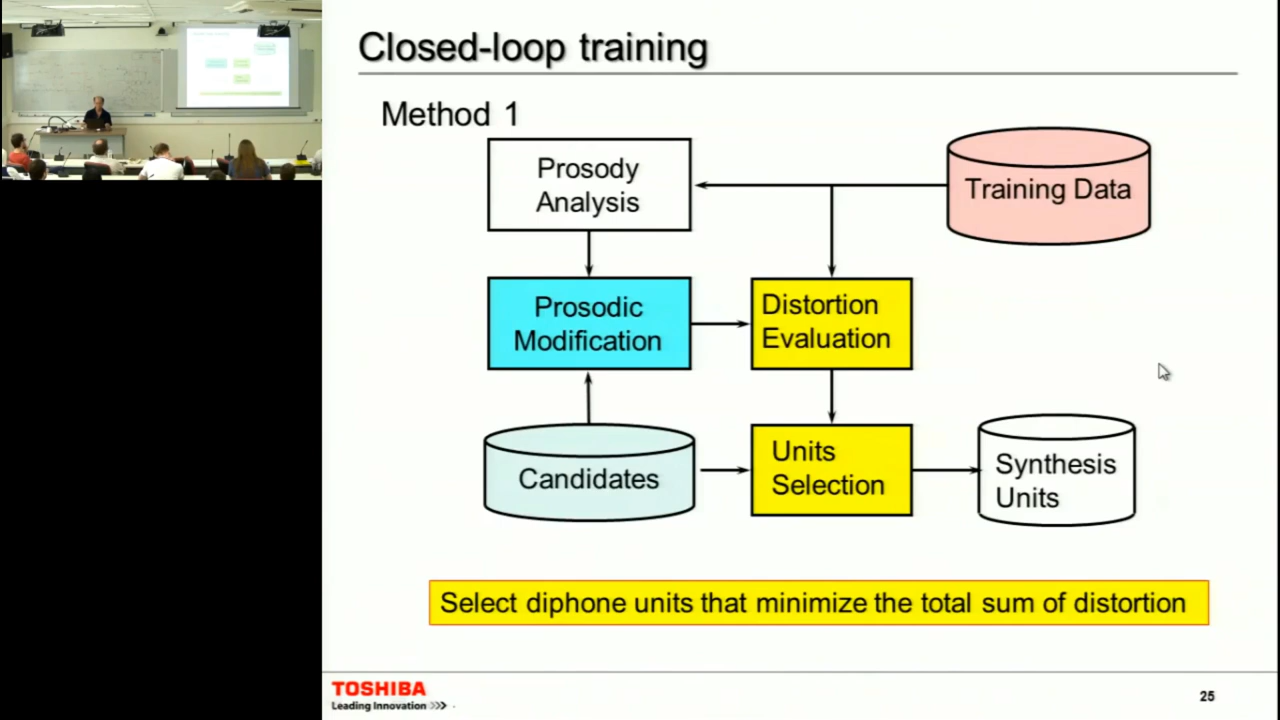 Closed-loop training
Method 1
Prosody
Analysis
Training Data
Prosodic
Modification
Distortion
Evaluation
Candidates
Units
Selection
Synthesis
Units
Select diphone units that minimize the total sum of distortion
TOSHIBA
Leading Innovation >>>
25